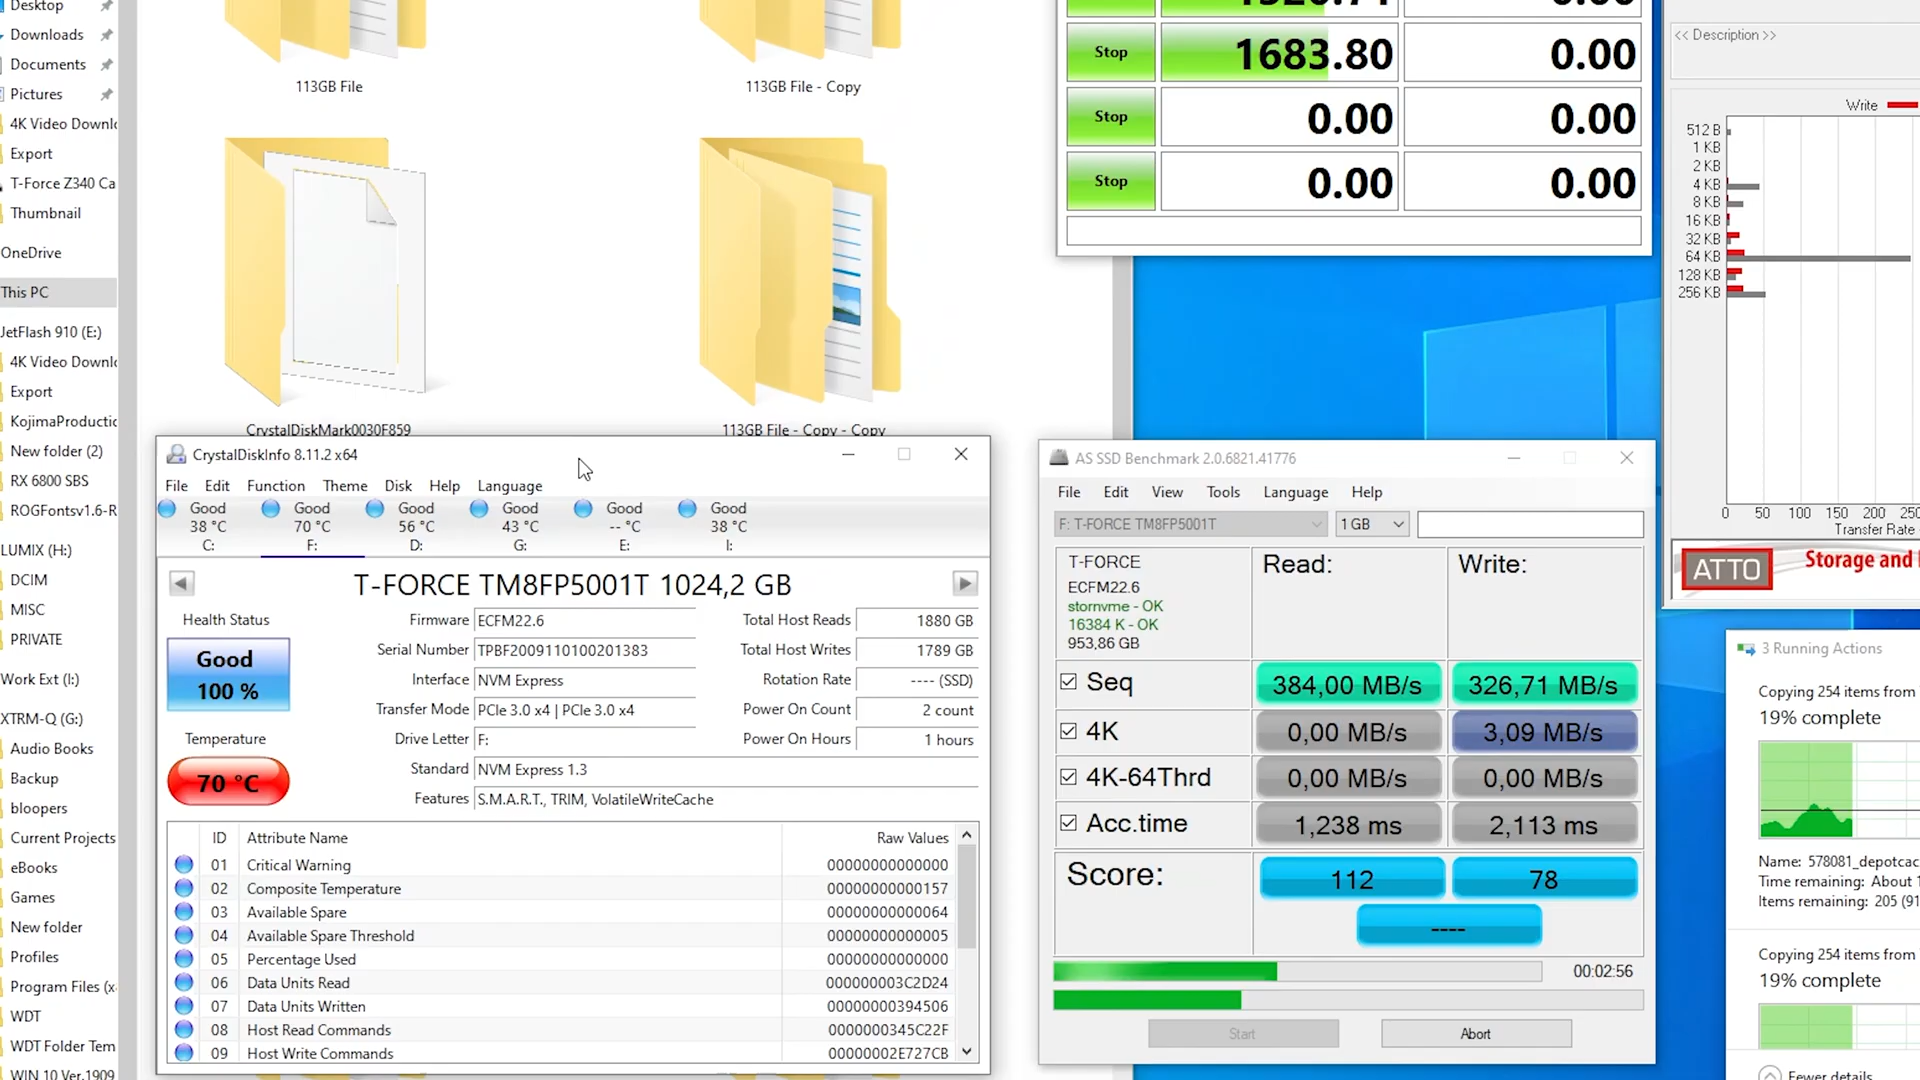 Desktop
Downloads
Documents
Pictures
4K Video Downl
Export
T-Force Z340 Ca
Thumbnail
OneDrive
This PC
JetFlash 910 (E:)
4K Video Downl
Export
KojimaProductic
New folder (2)
RX 6800 SBS
ROGFontsv1.6-R
LUMIX (H:)
DCIM
MISC
PRIVATE
Work Ext (I:)
XTRM-Q (G:)
Audio Books
Backup
bloopers
Current Projects
eBooks
Games
New folder
Profiles
Program Files (x
WDT
WDT Folder Tem
WIN 10 Ver.1909
113GB File
113GB File - Copy
CrystalDiskMark0030F859
113GB File - Copy - Copy
Stop 1683.80 0.00
Stop 0.00 0.00
Stop 0.00 0.00
<< Description >>
Write
512 B
1 KB
2 KB
4 KB
8 KB
16 KB
32 KB
64 KB
128 KB
256 KB
0 50 100 150 200 250
Transfer Rate
ATTO
Storage and
CrystalDiskInfo 8.11.2 x64
File Edit Function Theme Disk Help Language
Good Good Good Good Good Good
38 °C 70 °C 56 °C 43 °C -- °C 38 °C
C: F: D: G: E: I:
T-FORCE TM8FP5001T 1024,2 GB
Health Status
Good
100 %
Temperature
70 °C
Firmware ECFM22.6
Serial Number TPBF2009110100201383
Interface NVM Express
Transfer Mode PCIe 3.0 x4 | PCIe 3.0 x4
Drive Letter F:
Standard NVM Express 1.3
Features S.M.A.R.T., TRIM, VolatileWriteCache
Total Host Reads 1880 GB
Total Host Writes 1789 GB
Rotation Rate ---- (SSD)
Power On Count 2 count
Power On Hours 1 hours
ID Attribute Name Raw Values
01 Critical Warning 00000000000000
02 Composite Temperature 00000000000157
03 Available Spare 00000000000064
04 Available Spare Threshold 00000000000005
05 Percentage Used 00000000000000
06 Data Units Read 000000003C2D24
07 Data Units Written 00000000394506
08 Host Read Commands 0000000345C22F
09 Host Write Commands 00000002E727CB
AS SSD Benchmark 2.0.6821.41776
File Edit View Tools Language Help
F: T-FORCE TM8FP5001T 1 GB
T-FORCE
ECFM22.6
stornvme - OK
16384 K - OK
953,86 GB
Read: Write:
Seq 384,00 MB/s 326,71 MB/s
4K 0,00 MB/s 3,09 MB/s
4K-64Thrd 0,00 MB/s 0,00 MB/s
Acc.time 1,238 ms 2,113 ms
Score: 112 78
----
00:02:56
Start Abort
3 Running Actions
Copying 254 items from
19% complete
Name: 578081_depotcac
Time remaining: About 1
Items remaining: 205 (91
Copying 254 items from
19% complete
Fewer details